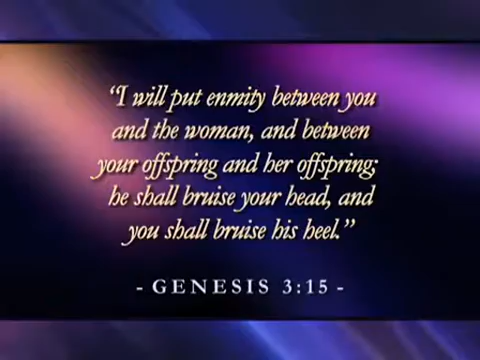 “I will put enmity between you
and the woman, and between
your offspring and her offspring;
he shall bruise your head, and
you shall bruise his heel.”
- GENESIS 3:15 -